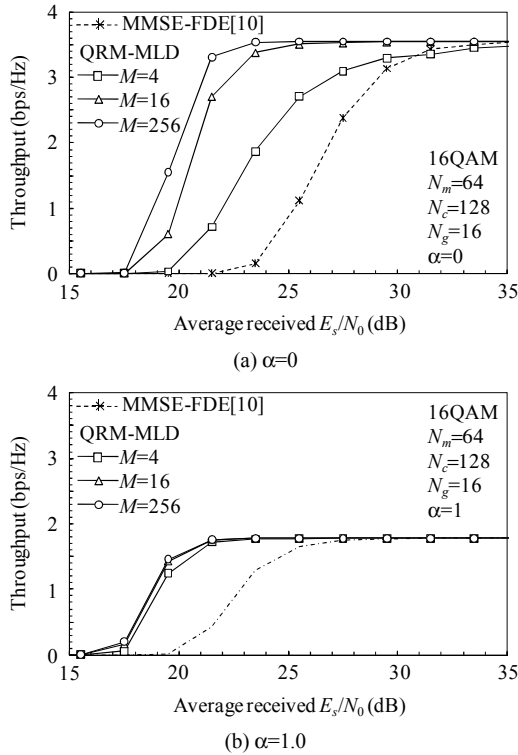 4
3
2
1
0
Throughput (bps/Hz)
MMSE-FDE[10]
QRM-MLD
M=4
M=16
M=256
16QAM
Nm=64
Nc=128
Ng=16
α=0
15 20 25 30 35
Average received Es/N0 (dB)
(a) α=0
4
3
2
1
0
Throughput (bps/Hz)
MMSE-FDE[10]
QRM-MLD
M=4
M=16
M=256
16QAM
Nm=64
Nc=128
Ng=16
α=1
15 20 25 30 35
Average received Es/N0 (dB)
(b) α=1.0